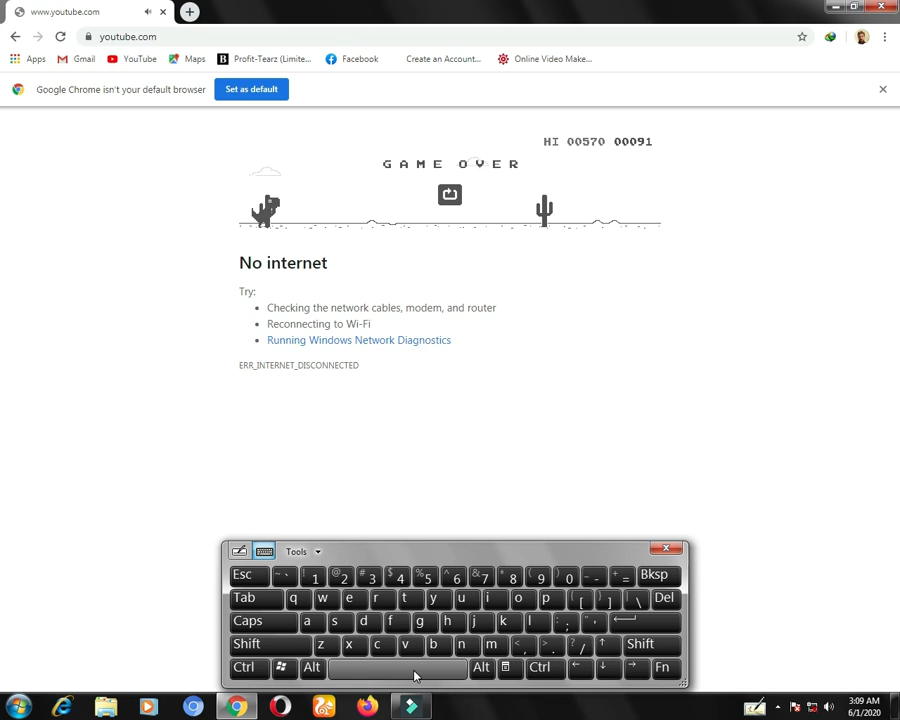 www.youtube.com
youtube.com
Apps Gmail YouTube Maps B Profit-Tearz (Limite... Facebook Create an Account... Online Video Make...
Google Chrome isn't your default browser Set as default
HI 00570 00091
GAME OVER
No internet
Try:
• Checking the network cables, modem, and router
• Reconnecting to Wi-Fi
• Running Windows Network Diagnostics
ERR_INTERNET_DISCONNECTED
Tools
Esc ~ ` ! 1 @ 2 # 3 $ 4 % 5 ^ 6 & 7 * 8 ( 9 ) 0 _ - + = Bksp
Tab q w e r t y u i o p { [ } ] | \ Del
Caps a s d f g h j k l : ; " '
Shift z x c v b n m < , > . ? / ↑ Shift
Ctrl Alt Alt Ctrl ← ↓ → Fn
3:09 AM
6/1/2020